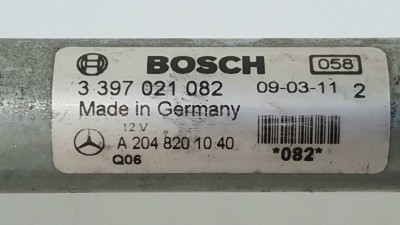 BOSCH 058
3 397 021 082 09-03-11 2
Made in Germany
12 V
A 204 820 10 40
Q06 *082*